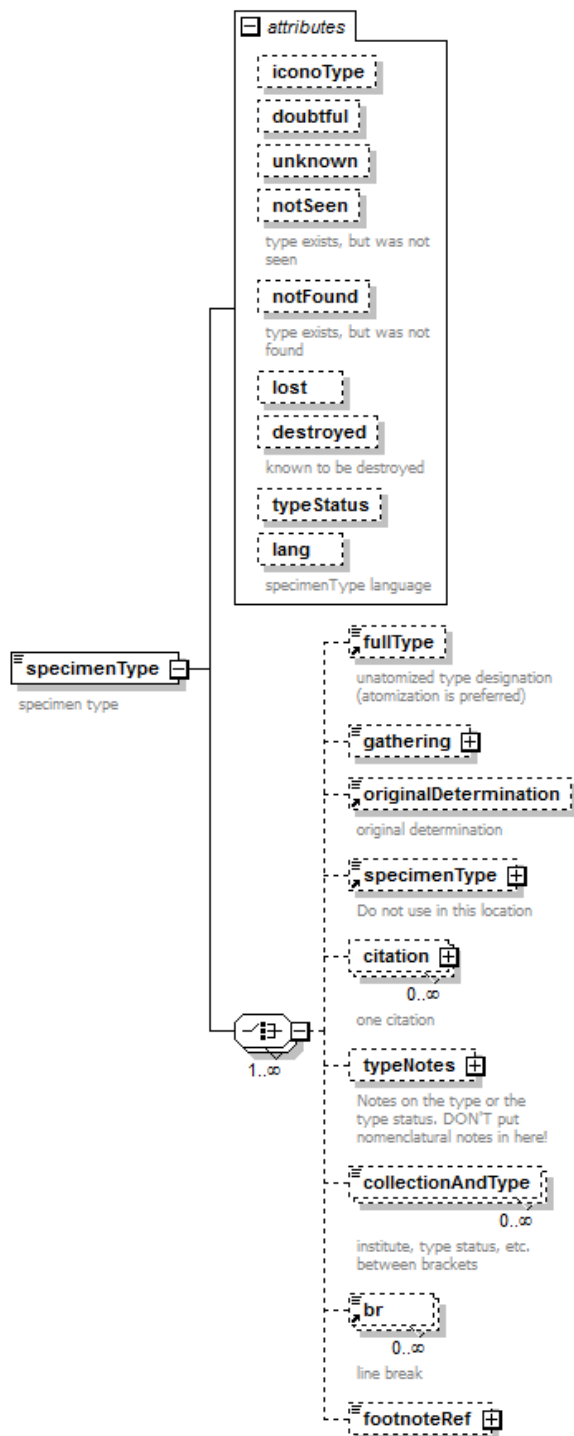 attributes
iconoType
doubtful
unknown
notSeen
type exists, but was not
seen
notFound
type exists, but was not
found
lost
destroyed
known to be destroyed
typeStatus
lang
specimenType language
specimenType
specimen type
1..∞
fullType
unatomized type designation
(atomization is preferred)
gathering
originalDetermination
original determination
specimenType
Do not use in this location
citation
0..∞
one citation
typeNotes
Notes on the type or the
type status. DON'T put
nomenclatural notes in here!
collectionAndType
0..∞
institute, type status, etc.
between brackets
br
0..∞
line break
footnoteRef